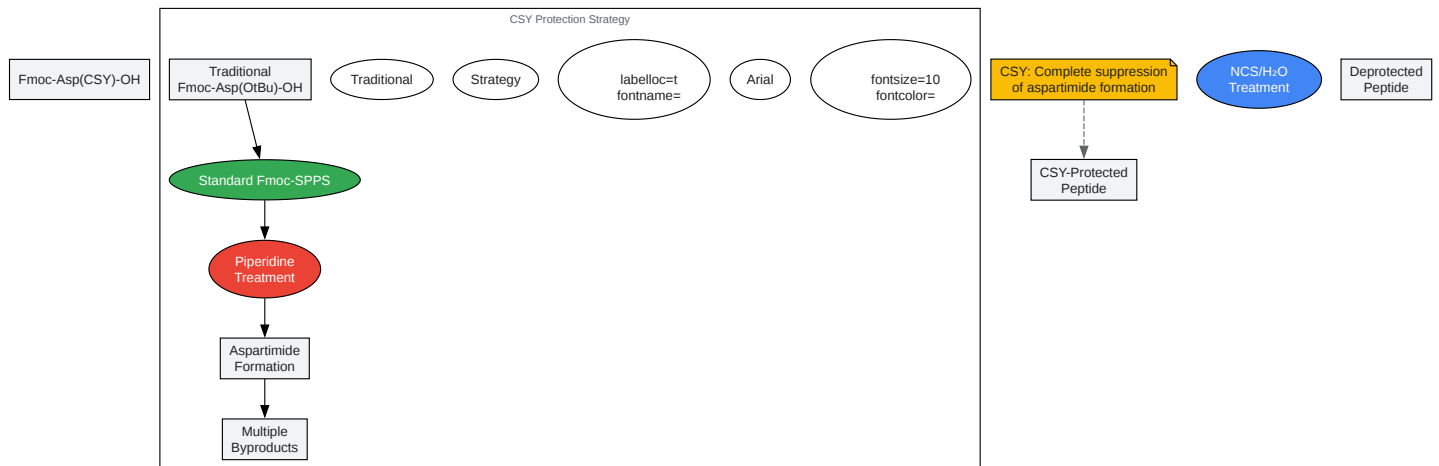 CSY Protection Strategy
Fmoc-Asp(CSY)-OH
Traditional
Fmoc-Asp(OtBu)-OH
Traditional
Strategy
labelloc=t
fontname=
Arial
fontsize=10
fontcolor=
CSY: Complete suppression
of aspartimide formation
NCS/H₂O
Treatment
Deprotected
Peptide
Standard Fmoc-SPPS
CSY-Protected
Peptide
Piperidine
Treatment
Aspartimide
Formation
Multiple
Byproducts